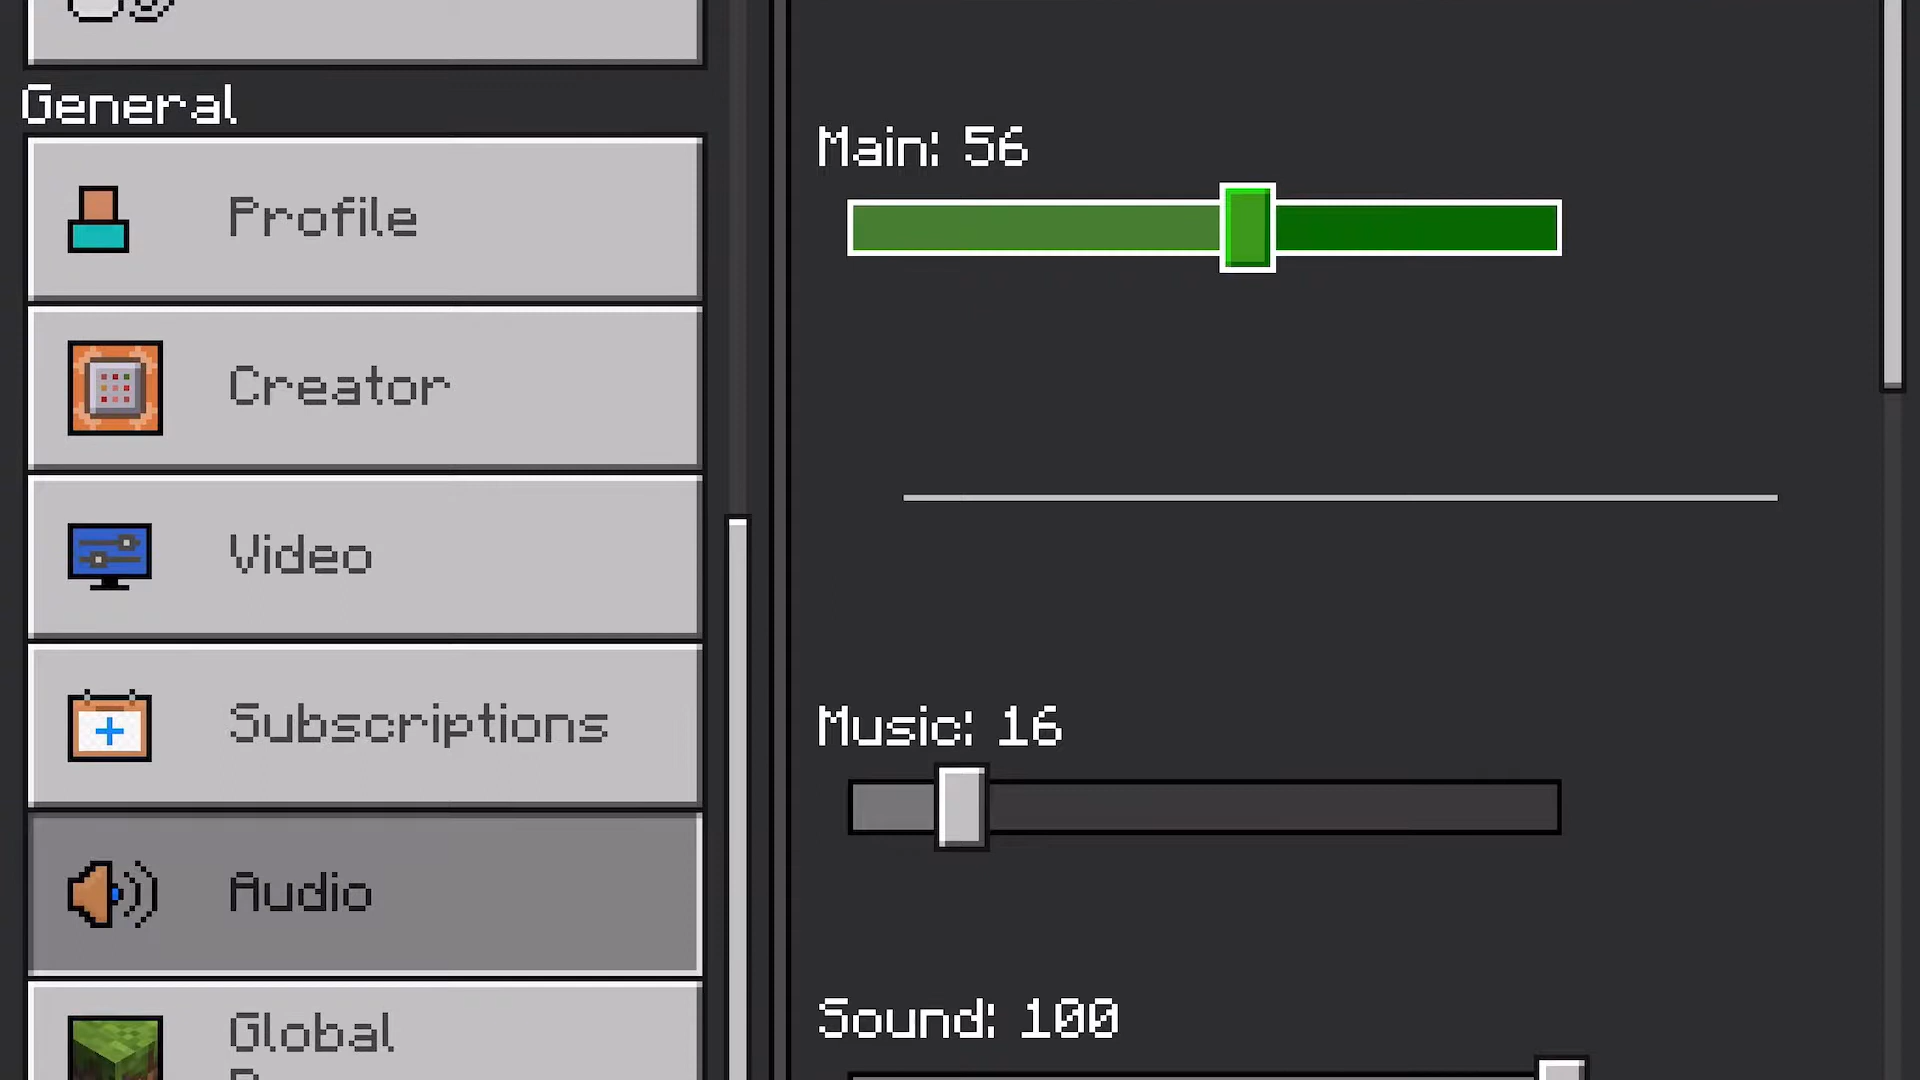 General
Profile
Creator
Video
Subscriptions
Audio
Global
Main: 56
Music: 16
Sound: 100